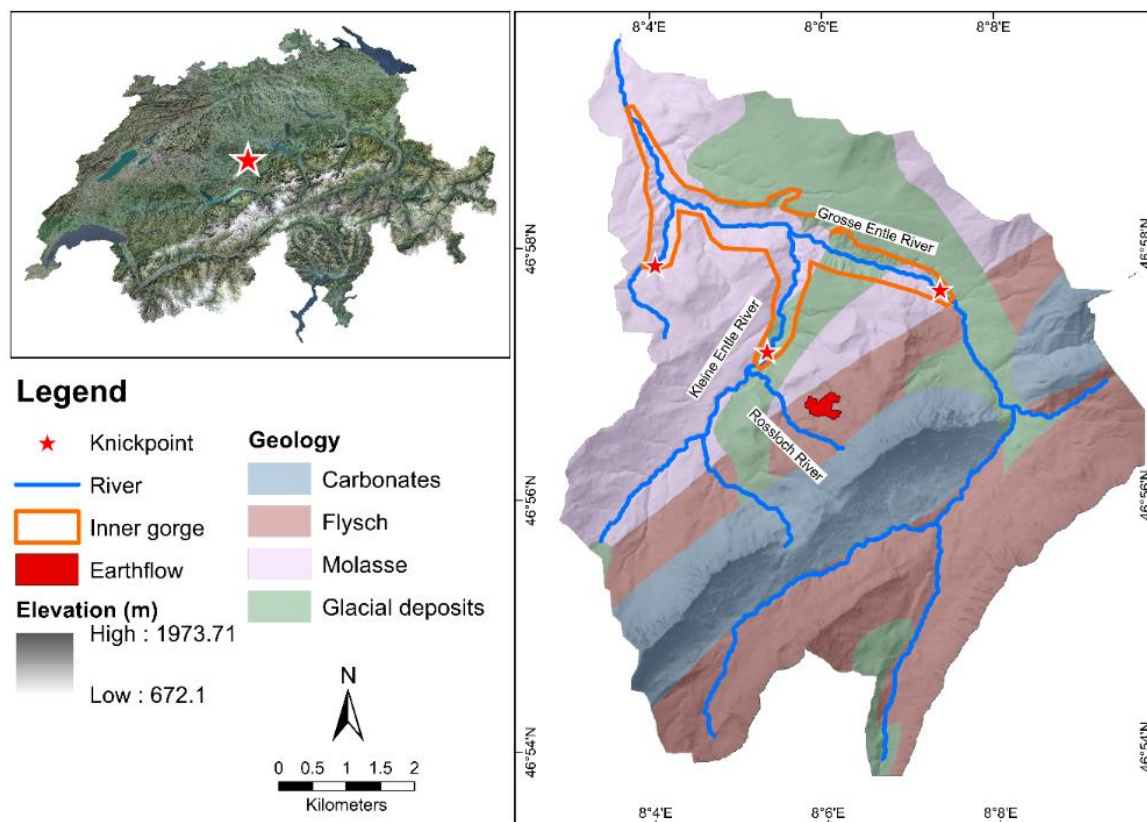 8°4'E
8°6'E
8°8'E
46°58'N
46°58'N
Grosse Entle River
Kleine Entle River
Rossloch River
46°56'N
46°56'N
46°54'N
46°54'N
8°4'E
8°6'E
8°8'E
Legend
Knickpoint
River
Inner gorge
Earthflow
Elevation (m)
High : 1973.71
Low : 672.1
Geology
Carbonates
Flysch
Molasse
Glacial deposits
N
0 0.5 1 1.5 2
Kilometers